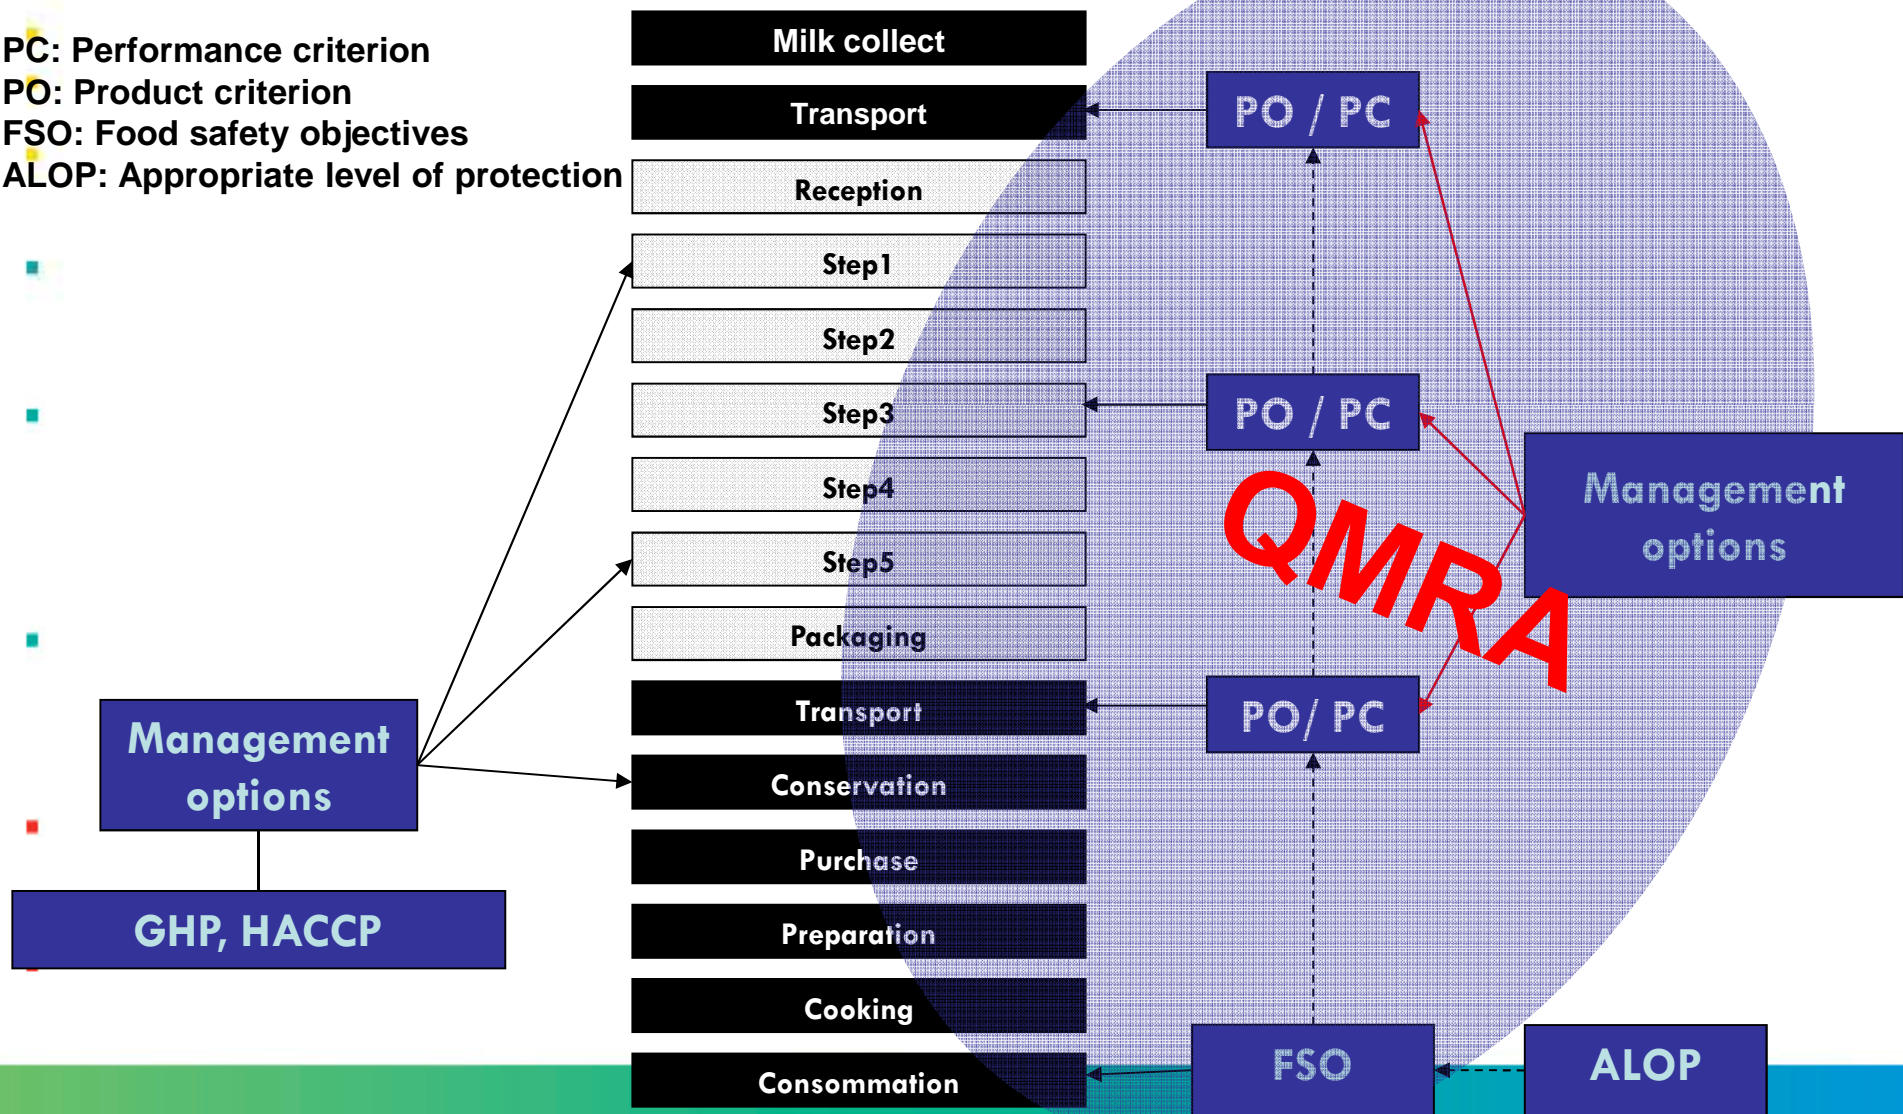 PC: Performance criterion
PO: Product criterion
FSO: Food safety objectives
ALOP: Appropriate level of protection
Milk collect
Transport
Reception
Step1
Step2
Step3
Step4
Step5
Packaging
Transport
Conservation
Purchase
Preparation
Cooking
Consommation
Management
options
GHP, HACCP
PO / PC
PO / PC
PO/ PC
QMRA
Management
options
FSO
ALOP